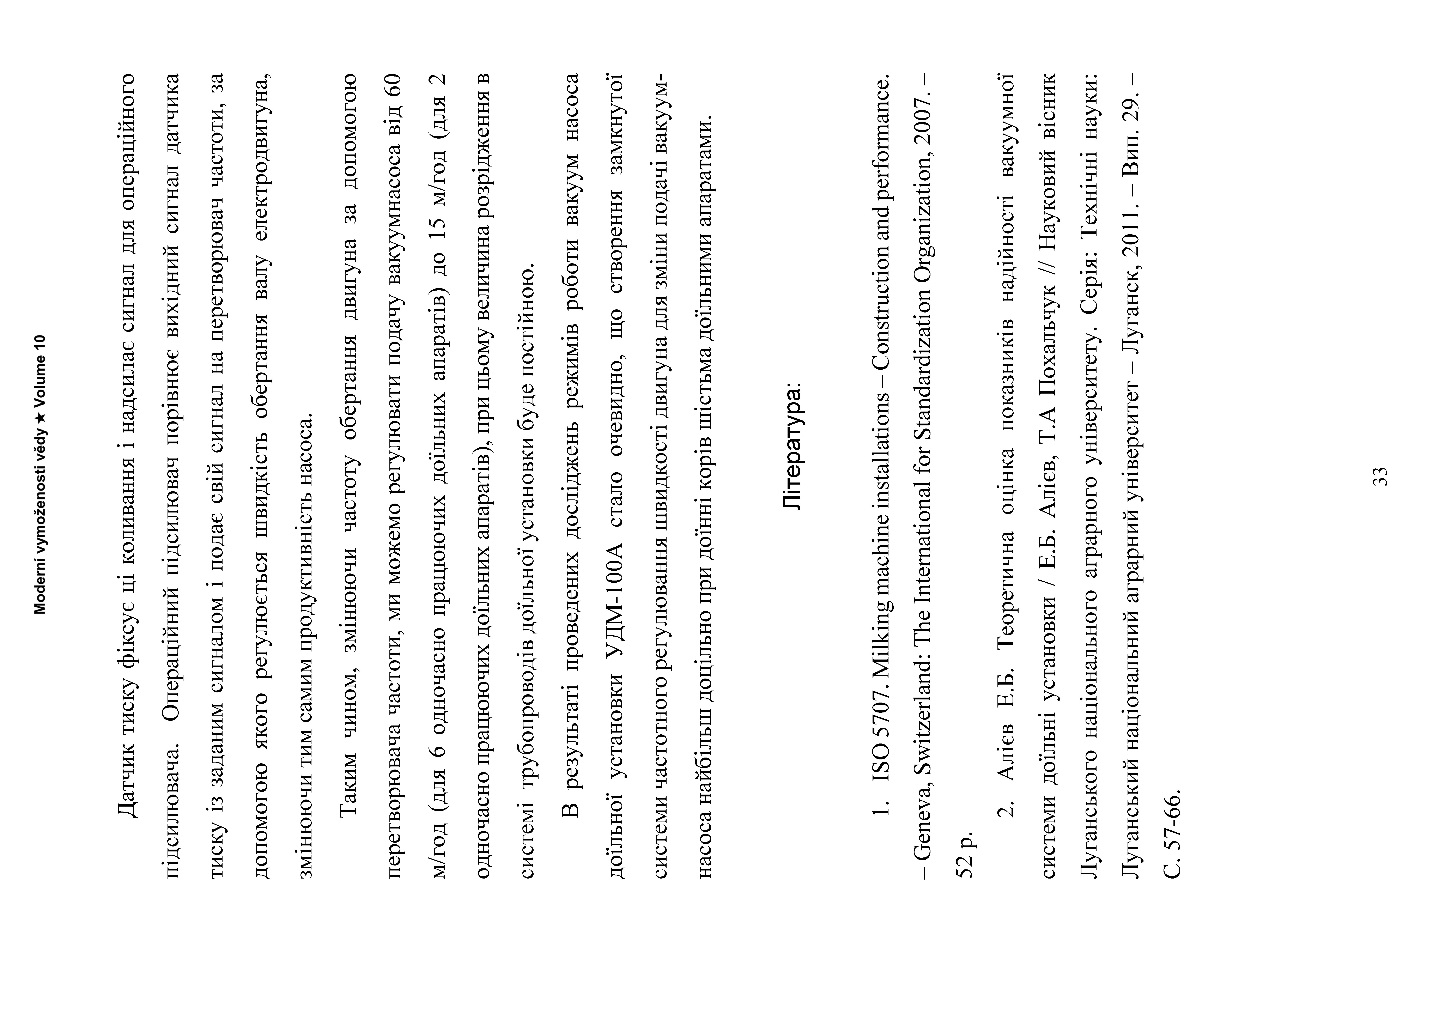 Moderní vymoženosti vědy ★ Volume 10
Датчик тиску фіксує ці коливання і надсилає сигнал для операційного
підсилювача. Операційний підсилювач порівнює вихідний сигнал датчика
тиску із заданим сигналом і подає свій сигнал на перетворювач частоти, за
допомогою якого регулюється швидкість обертання валу електродвигуна,
змінюючи тим самим продуктивність насоса.
Таким чином, змінюючи частоту обертання двигуна за допомогою
перетворювача частоти, ми можемо регулювати подачу вакуумнасоса від 60
м/год (для 6 одночасно працюючих доїльних апаратів) до 15 м/год (для 2
одночасно працюючих доїльних апаратів), при цьому величина розрідження в
системі трубопроводів доїльної установки буде постійною.
В результаті проведених досліджень режимів роботи вакуум насоса
доїльної установки УДМ-100А стало очевидно, що створення замкнутої
системи частотного регулювання швидкості двигуна для зміни подачі вакуум-
насоса найбільш доцільно при доїнні корів шістьма доїльними апаратами.
Література:
1. ISO 5707. Milking machine installations – Construction and performance.
– Geneva, Switzerland: The International for Standardization Organization, 2007. –
52 p.
2. Алієв Е.Б. Теоретична оцінка показників надійності вакуумної
системи доїльні установки / Е.Б. Алієв, Т.А Похальчук // Науковий вісник
Луганського національного аграрного університету. Серія: Технічні науки:
Луганський національний аграрний університет – Луганск, 2011. – Вип. 29. –
С. 57-66.
33